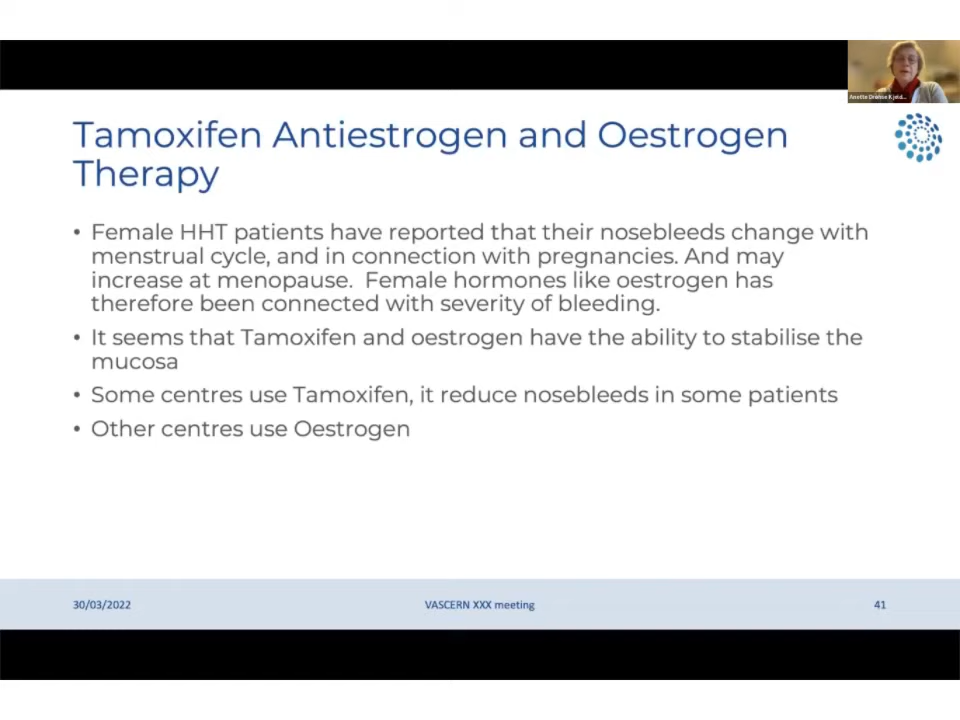 Anette Drøhse Kjeld...
Tamoxifen Antiestrogen and Oestrogen
Therapy
• Female HHT patients have reported that their nosebleeds change with
menstrual cycle, and in connection with pregnancies. And may
increase at menopause.  Female hormones like oestrogen has
therefore been connected with severity of bleeding.
• It seems that Tamoxifen and oestrogen have the ability to stabilise the
mucosa
• Some centres use Tamoxifen, it reduce nosebleeds in some patients
• Other centres use Oestrogen
30/03/2022
VASCERN XXX meeting
41